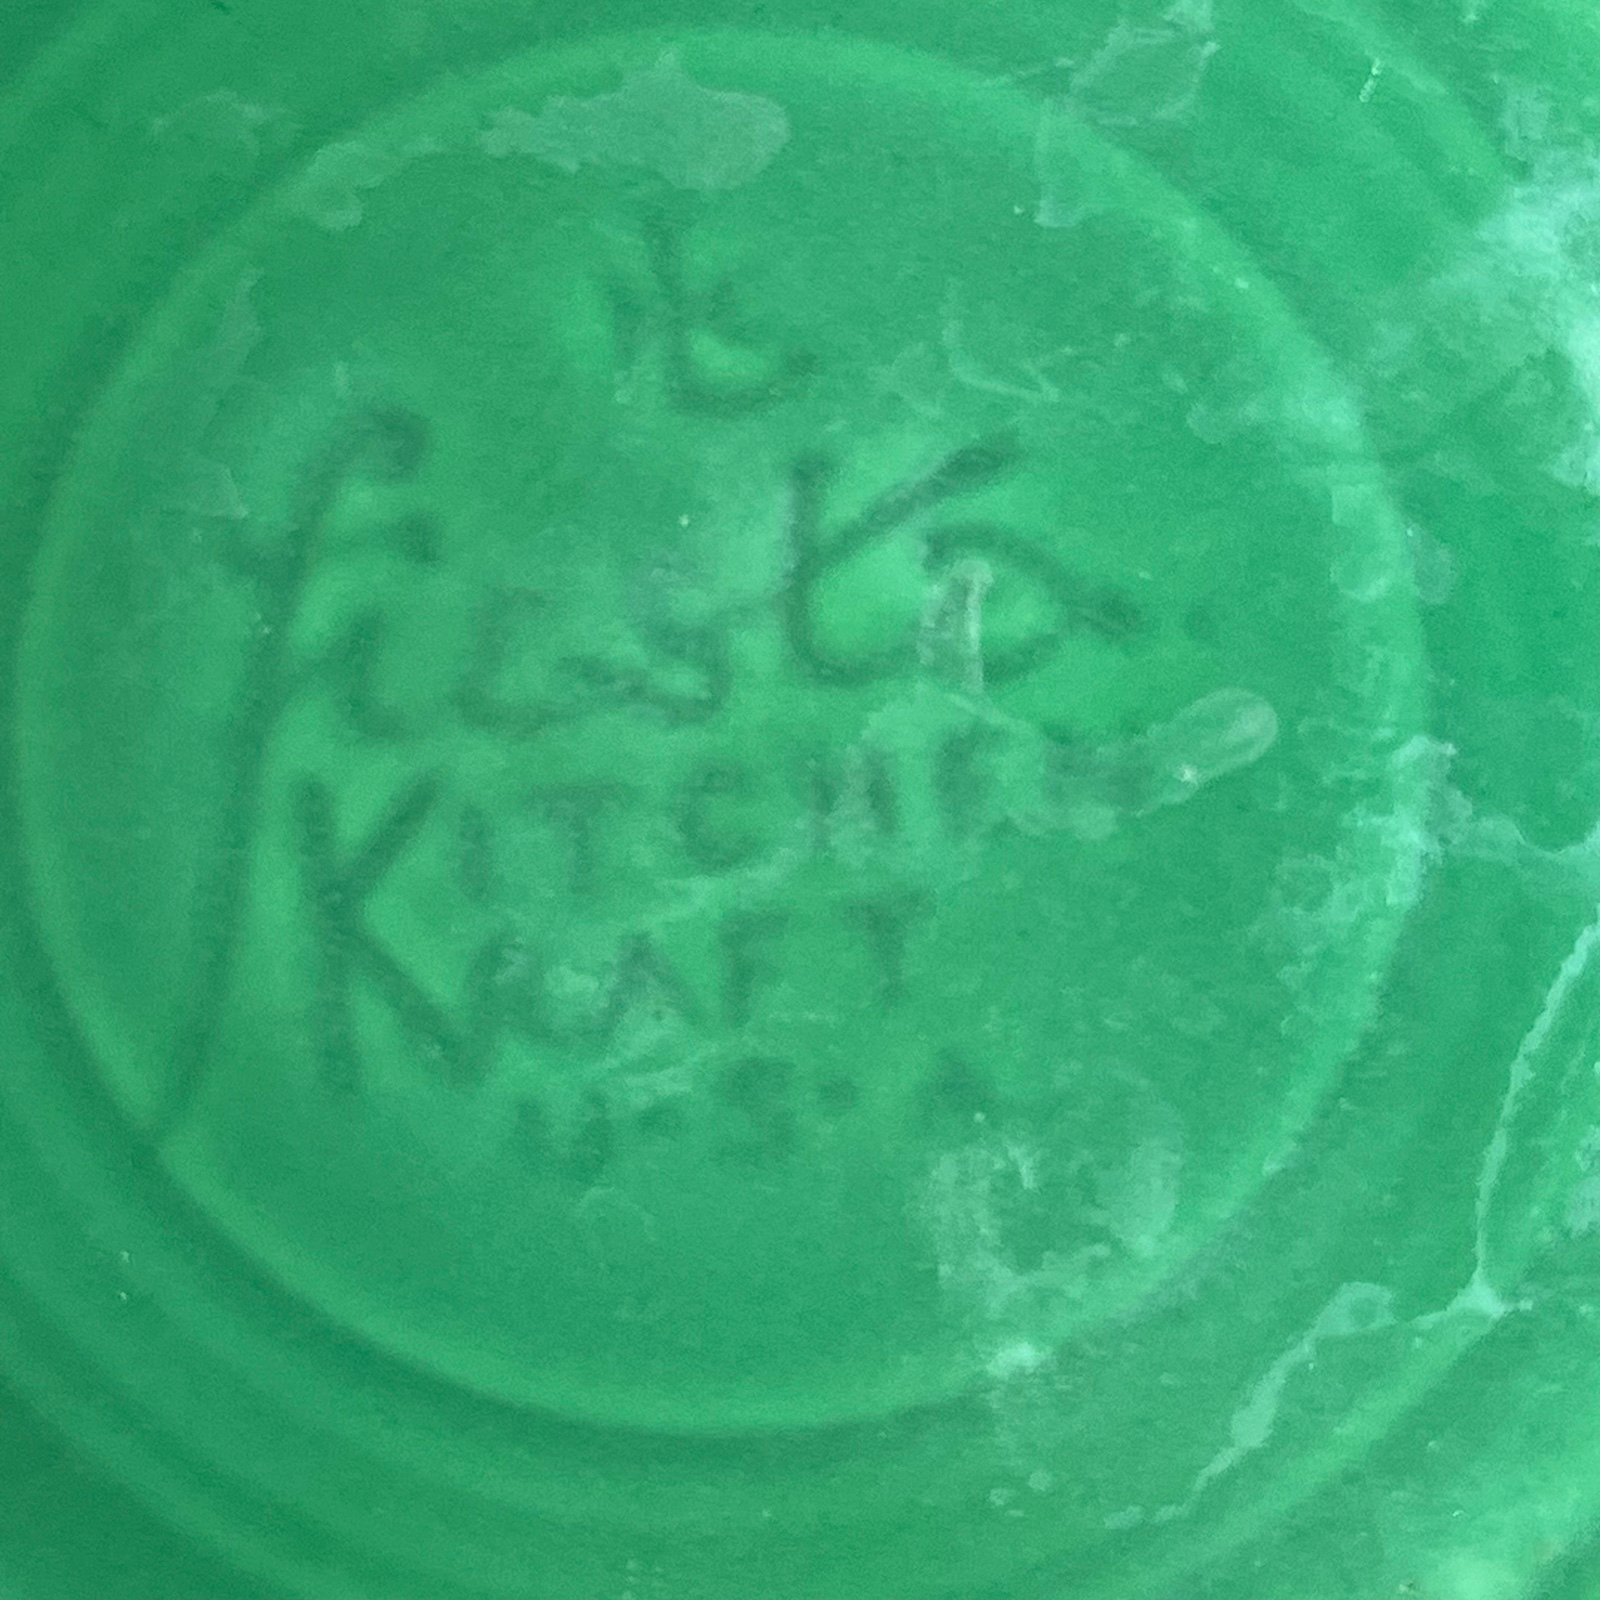 fiesta
KITCHEN
KRAFT
U.S.A